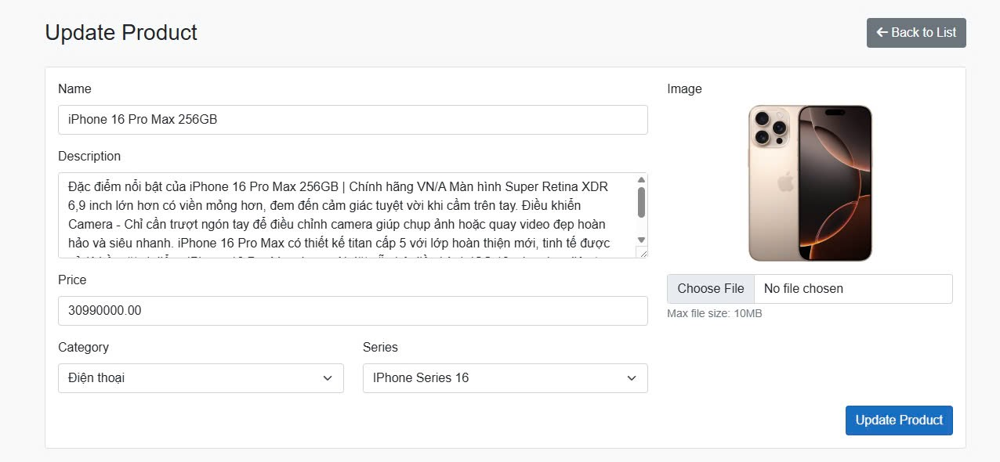 Update Product
Back to List
Name
iPhone 16 Pro Max 256GB
Description
Đặc điểm nổi bật của iPhone 16 Pro Max 256GB | Chính hãng VN/A Màn hình Super Retina XDR
6,9 inch lớn hơn có viền mỏng hơn, đem đến cảm giác tuyệt vời khi cầm trên tay. Điều khiển
Camera - Chỉ cần trượt ngón tay để điều chỉnh camera giúp chụp ảnh hoặc quay video đẹp hoàn
hảo và siêu nhanh. iPhone 16 Pro Max có thiết kế titan cấp 5 với lớp hoàn thiện mới, tinh tế được
Price
30990000.00
Category
Series
Điện thoại
IPhone Series 16
Image
Choose File
No file chosen
Max file size: 10MB
Update Product